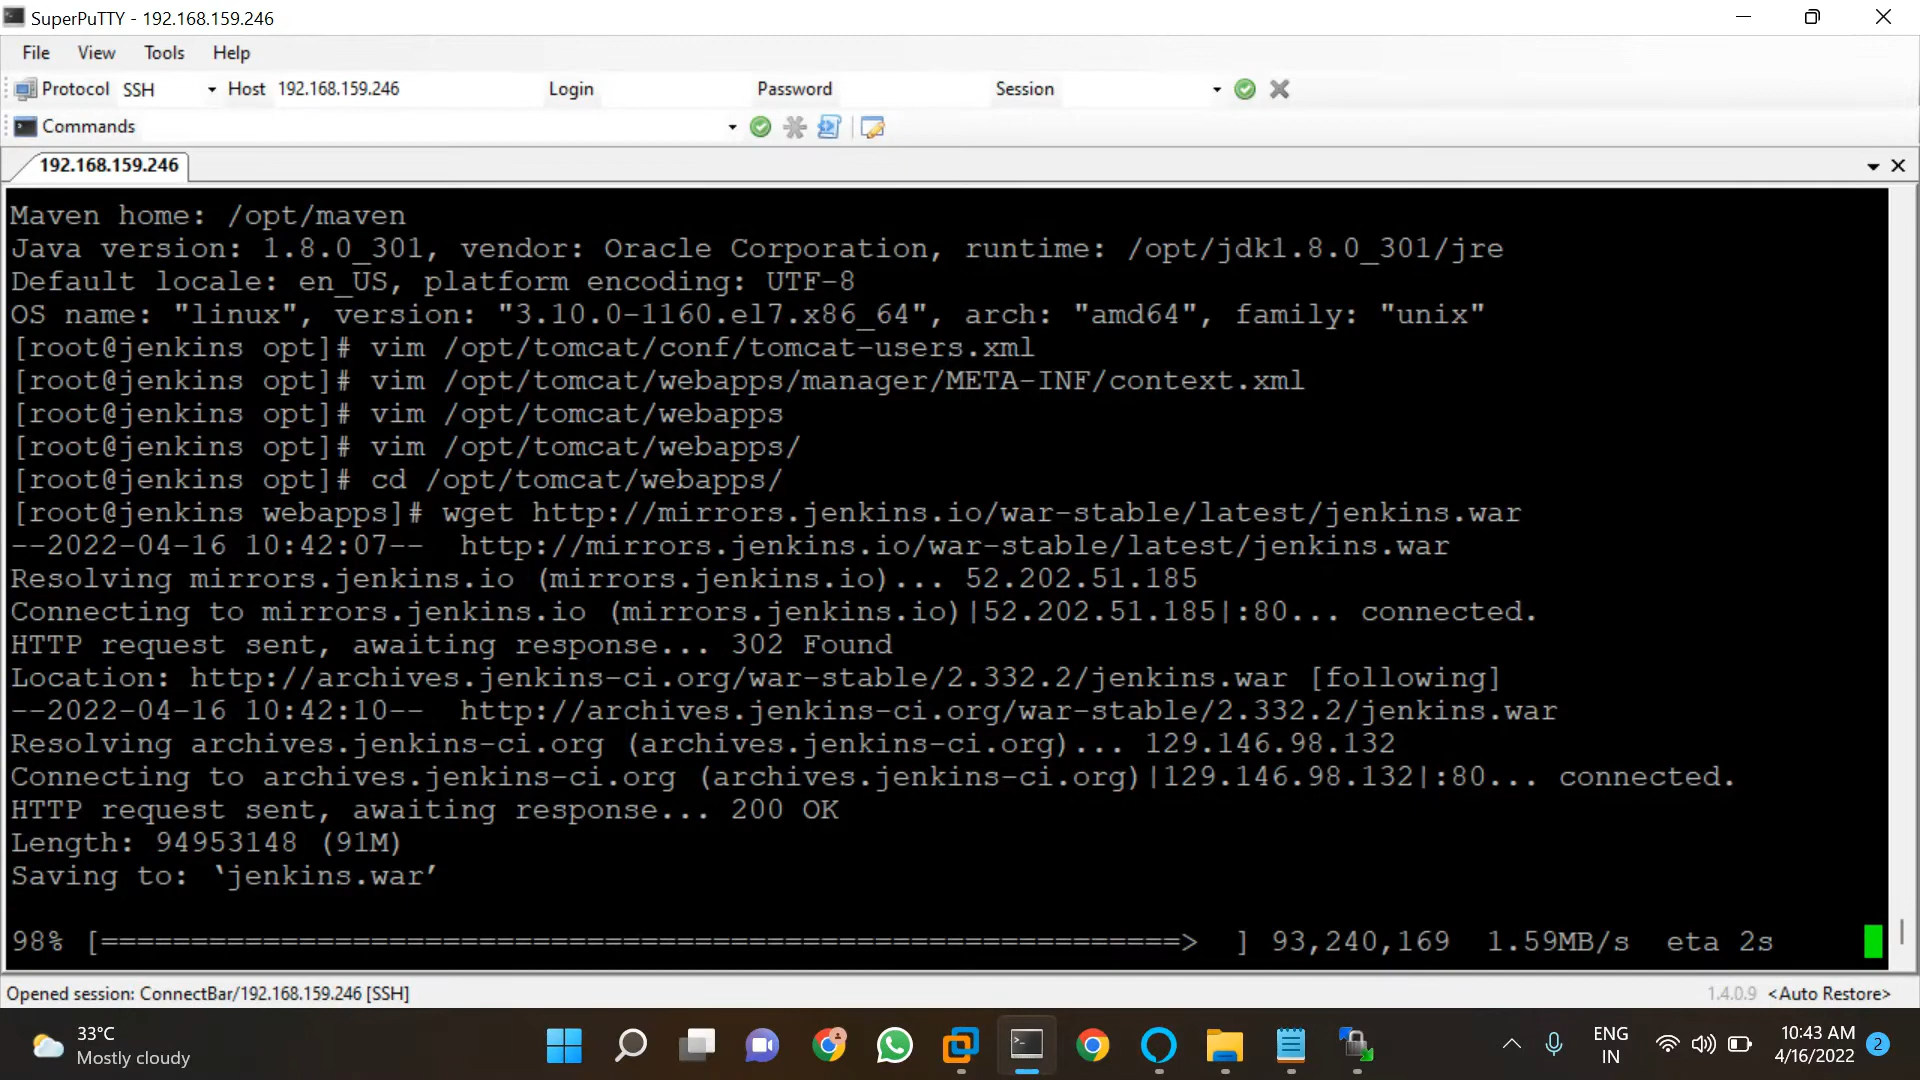 SuperPuTTY - 192.168.159.246
File View Tools Help
Protocol SSH Host 192.168.159.246 Login Password Session
Commands
192.168.159.246
Maven home: /opt/maven
Java version: 1.8.0_301, vendor: Oracle Corporation, runtime: /opt/jdk1.8.0_301/jre
Default locale: en_US, platform encoding: UTF-8
OS name: "linux", version: "3.10.0-1160.el7.x86_64", arch: "amd64", family: "unix"
[root@jenkins opt]# vim /opt/tomcat/conf/tomcat-users.xml
[root@jenkins opt]# vim /opt/tomcat/webapps/manager/META-INF/context.xml
[root@jenkins opt]# vim /opt/tomcat/webapps
[root@jenkins opt]# vim /opt/tomcat/webapps/
[root@jenkins opt]# cd /opt/tomcat/webapps/
[root@jenkins webapps]# wget http://mirrors.jenkins.io/war-stable/latest/jenkins.war
--2022-04-16 10:42:07--  http://mirrors.jenkins.io/war-stable/latest/jenkins.war
Resolving mirrors.jenkins.io (mirrors.jenkins.io)... 52.202.51.185
Connecting to mirrors.jenkins.io (mirrors.jenkins.io)|52.202.51.185|:80... connected.
HTTP request sent, awaiting response... 302 Found
Location: http://archives.jenkins-ci.org/war-stable/2.332.2/jenkins.war [following]
--2022-04-16 10:42:10--  http://archives.jenkins-ci.org/war-stable/2.332.2/jenkins.war
Resolving archives.jenkins-ci.org (archives.jenkins-ci.org)... 129.146.98.132
Connecting to archives.jenkins-ci.org (archives.jenkins-ci.org)|129.146.98.132|:80... connected.
HTTP request sent, awaiting response... 200 OK
Length: 94953148 (91M)
Saving to: ‘jenkins.war’
98% [============================================================>  ] 93,240,169  1.59MB/s  eta 2s
Opened session: ConnectBar/192.168.159.246 [SSH] 1.4.0.9 <Auto Restore>
33°C
Mostly cloudy
ENG
IN
10:43 AM
4/16/2022
2